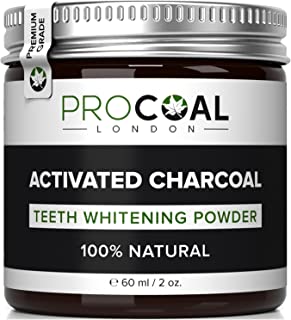 PREMIUM
GRADE
PROCOAL
LONDON
ACTIVATED CHARCOAL
TEETH WHITENING POWDER
100% NATURAL
℮ 60 ml / 2 oz.